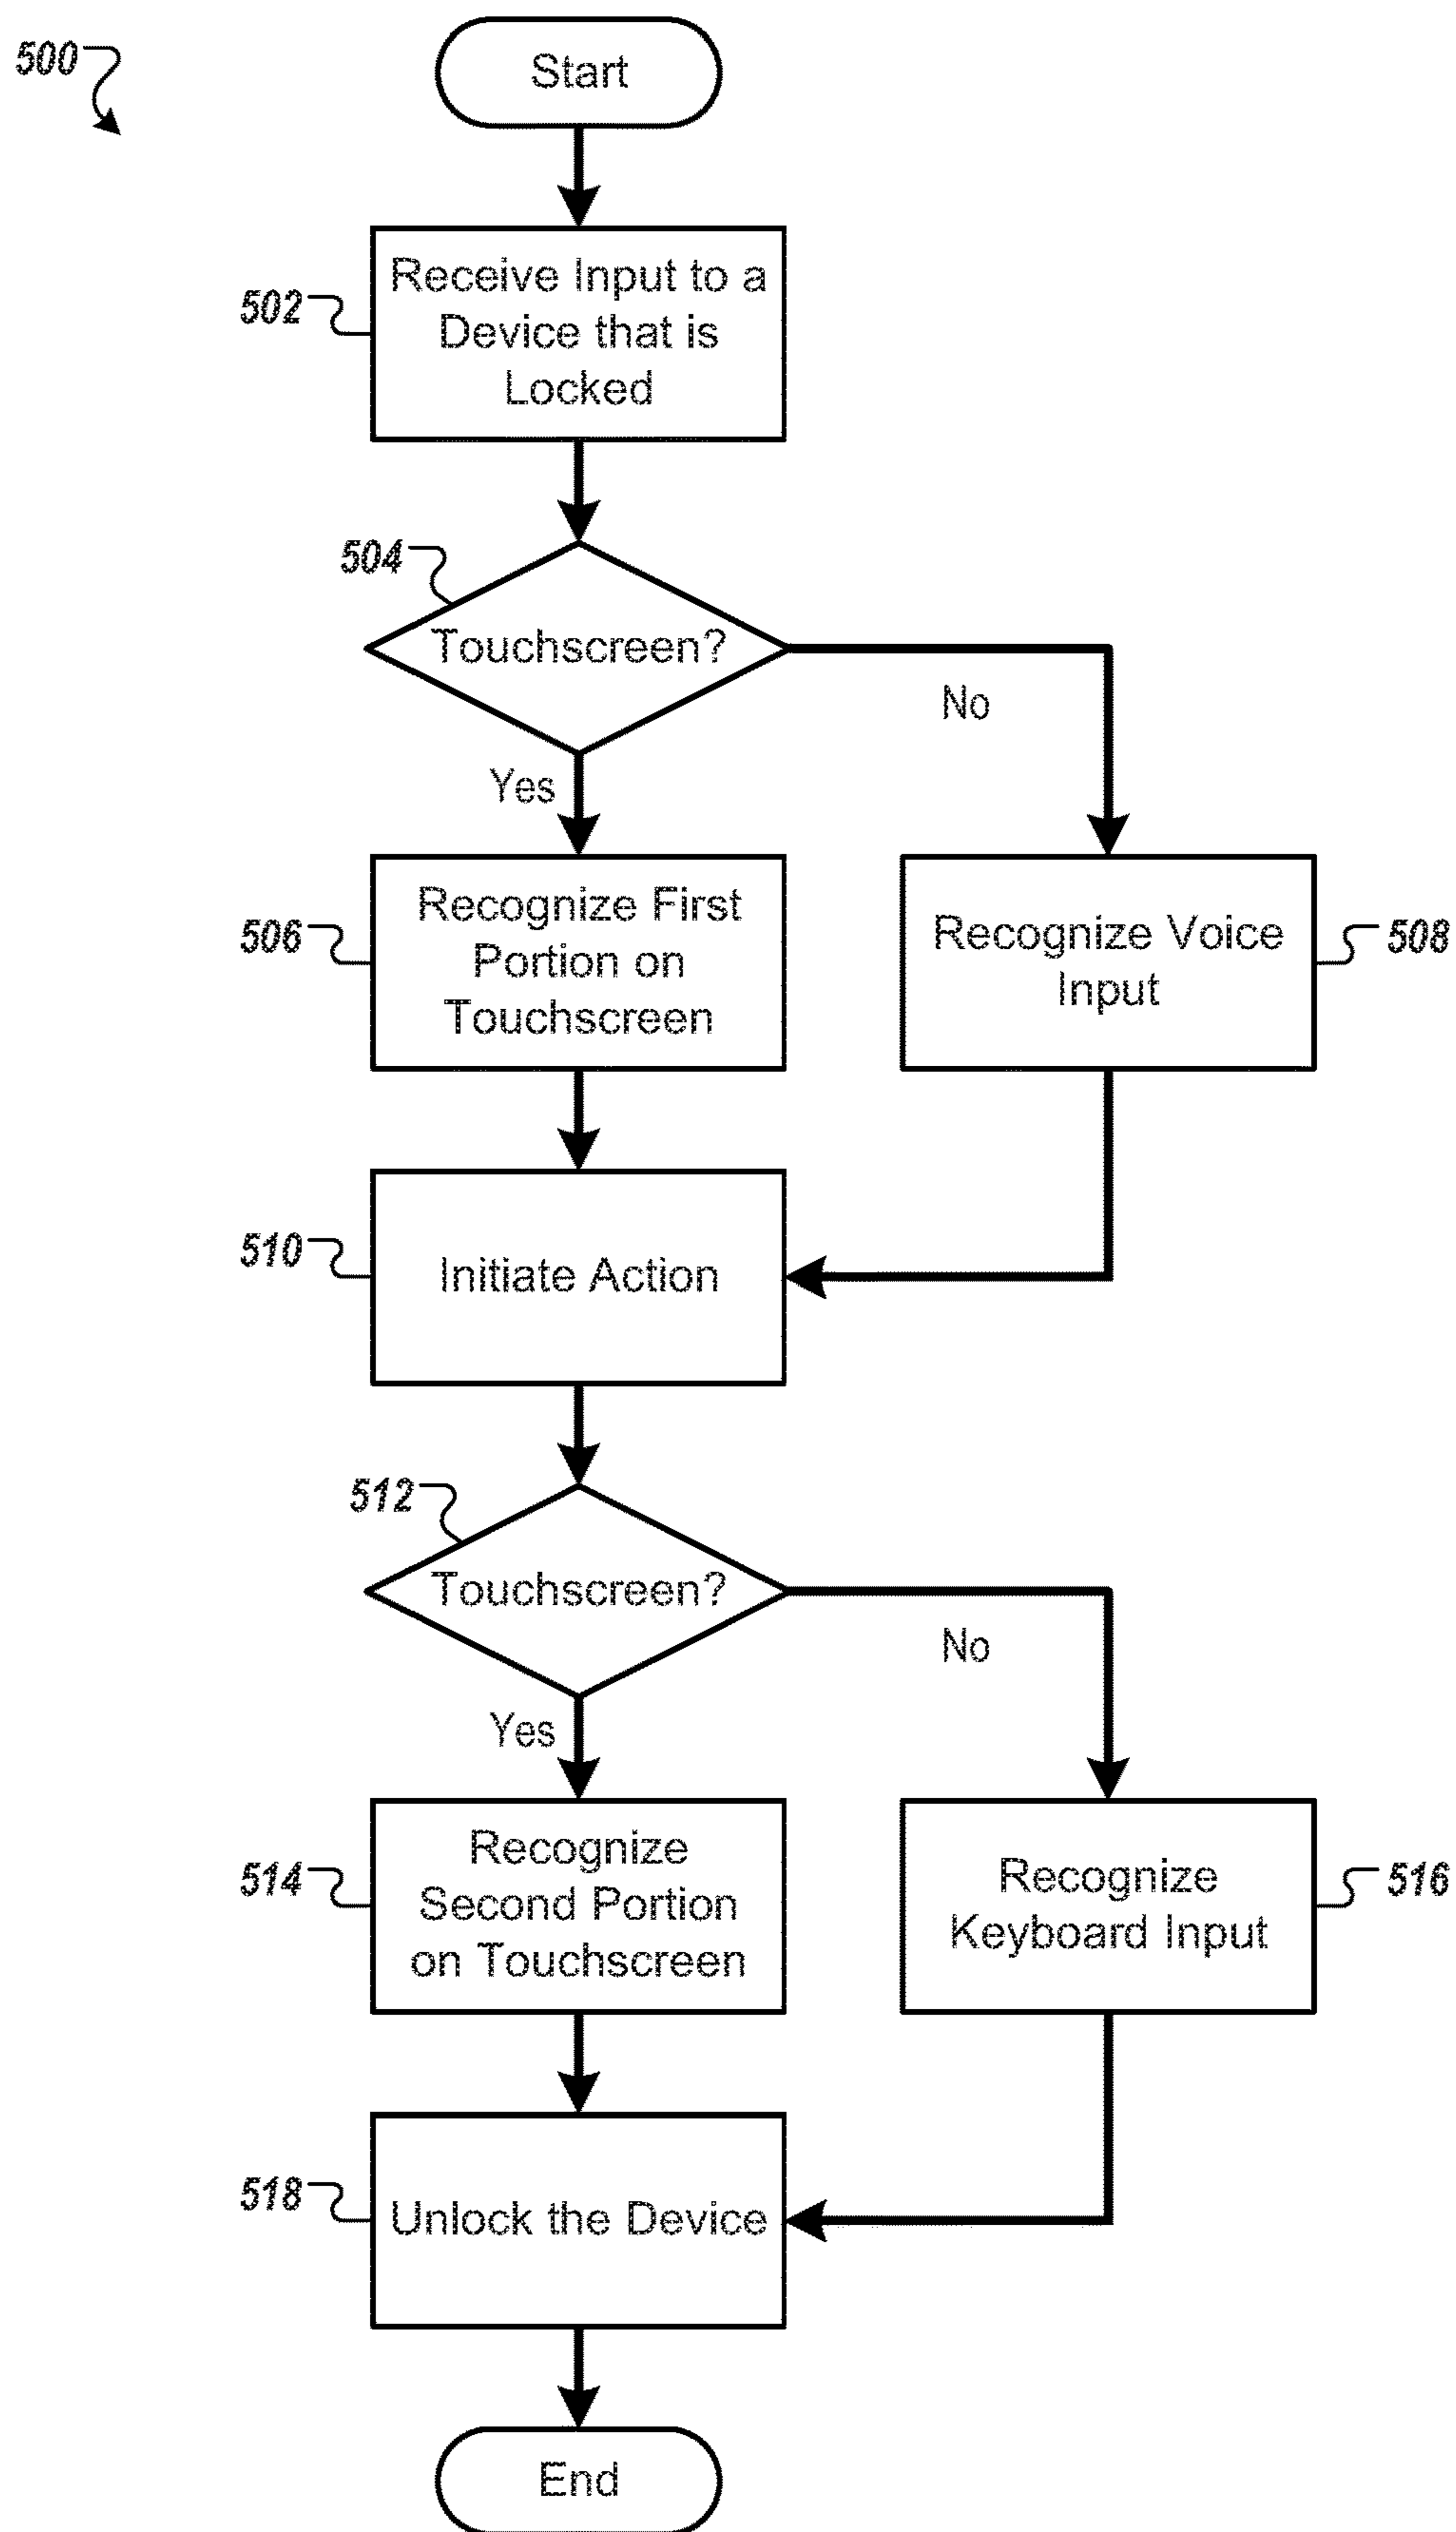 500
Start
502
Receive Input to a
Device that is
Locked
504
Touchscreen?
No
Yes
506
Recognize First
Portion on
Touchscreen
Recognize Voice
Input
508
510
Initiate Action
512
Touchscreen?
No
Yes
514
Recognize
Second Portion
on Touchscreen
Recognize
Keyboard Input
516
518
Unlock the Device
End